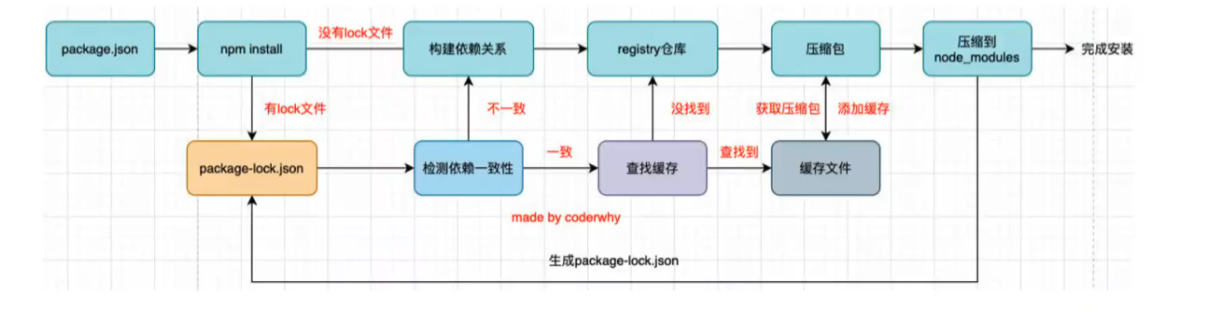 package.json
npm install
没有lock文件
构建依赖关系
registry仓库
压缩包
压缩到
node_modules
完成安装
有lock文件
不一致
没找到
获取压缩包
添加缓存
package-lock.json
检测依赖一致性
一致
查找缓存
查找到
缓存文件
made by coderwhy
生成package-lock.json